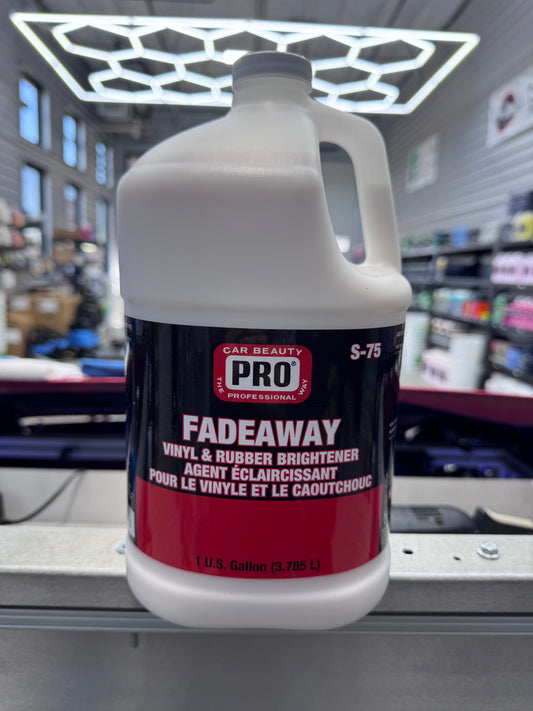 CAR BEAUTY
PRO®
THE PROFESSIONAL WAY
S-75
FADEAWAY
VINYL & RUBBER BRIGHTENER
AGENT ÉCLAIRCISSANT
POUR LE VINYLE ET LE CAOUTCHOUC
1 U.S. Gallon (3.785 L)